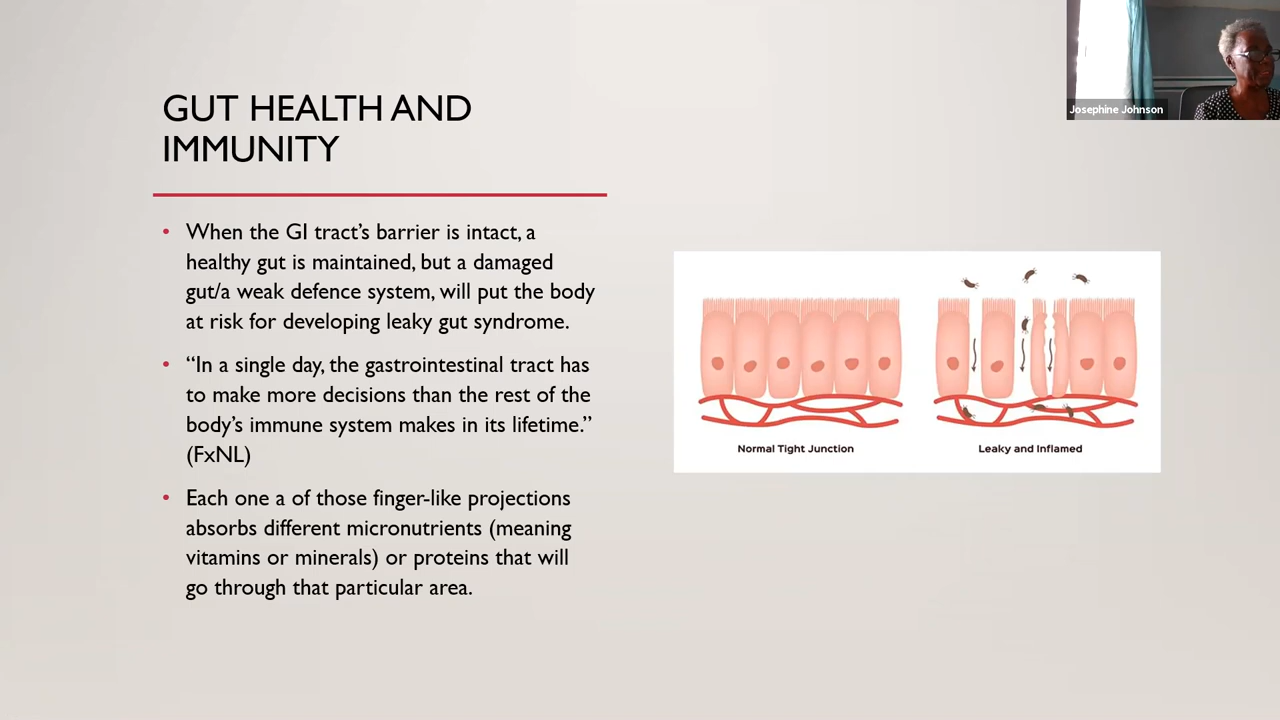 Josephine Johnson
GUT HEALTH AND
IMMUNITY
• When the GI tract’s barrier is intact, a
healthy gut is maintained, but a damaged
gut/a weak defence system, will put the body
at risk for developing leaky gut syndrome.
• “In a single day, the gastrointestinal tract has
to make more decisions than the rest of the
body’s immune system makes in its lifetime.”
(FxNL)
• Each one a of those finger-like projections
absorbs different micronutrients (meaning
vitamins or minerals) or proteins that will
go through that particular area.
Normal Tight Junction
Leaky and Inflamed